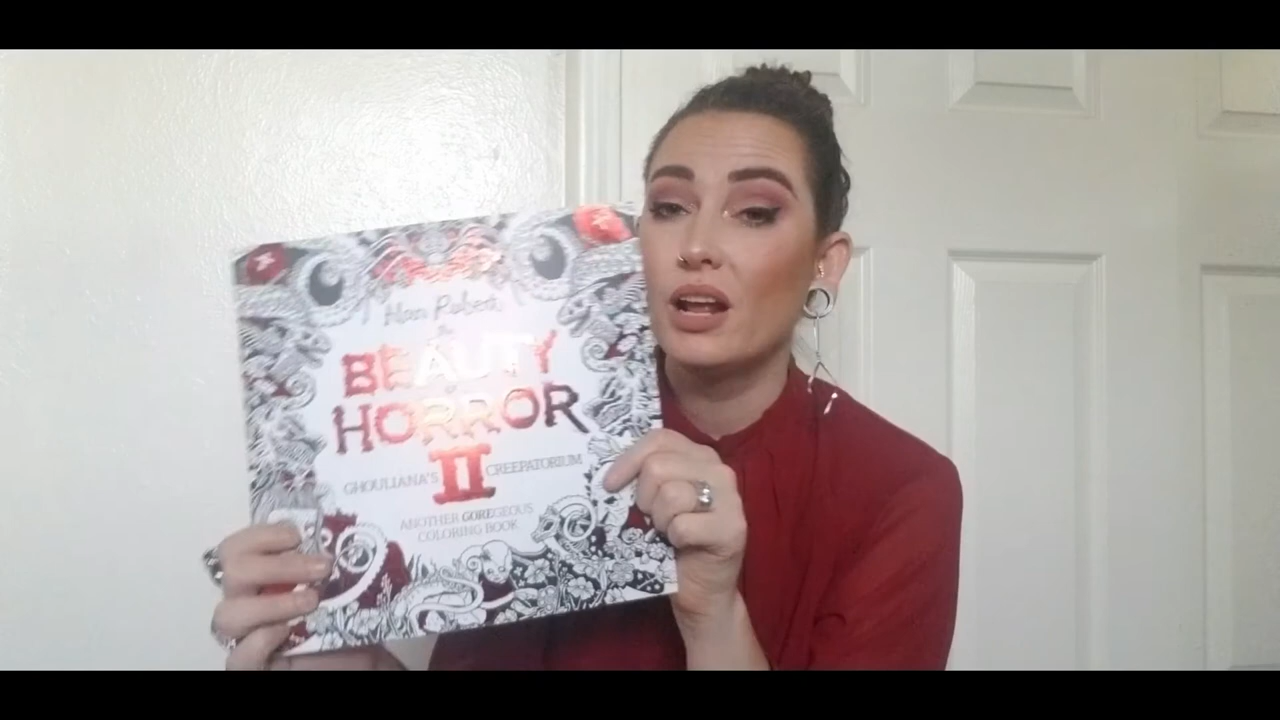 Alan Robert
The
BEAUTY
of
HORROR
II
GHOULIANA'S CREEPATORIUM
ANOTHER GOREGEOUS
COLORING BOOK